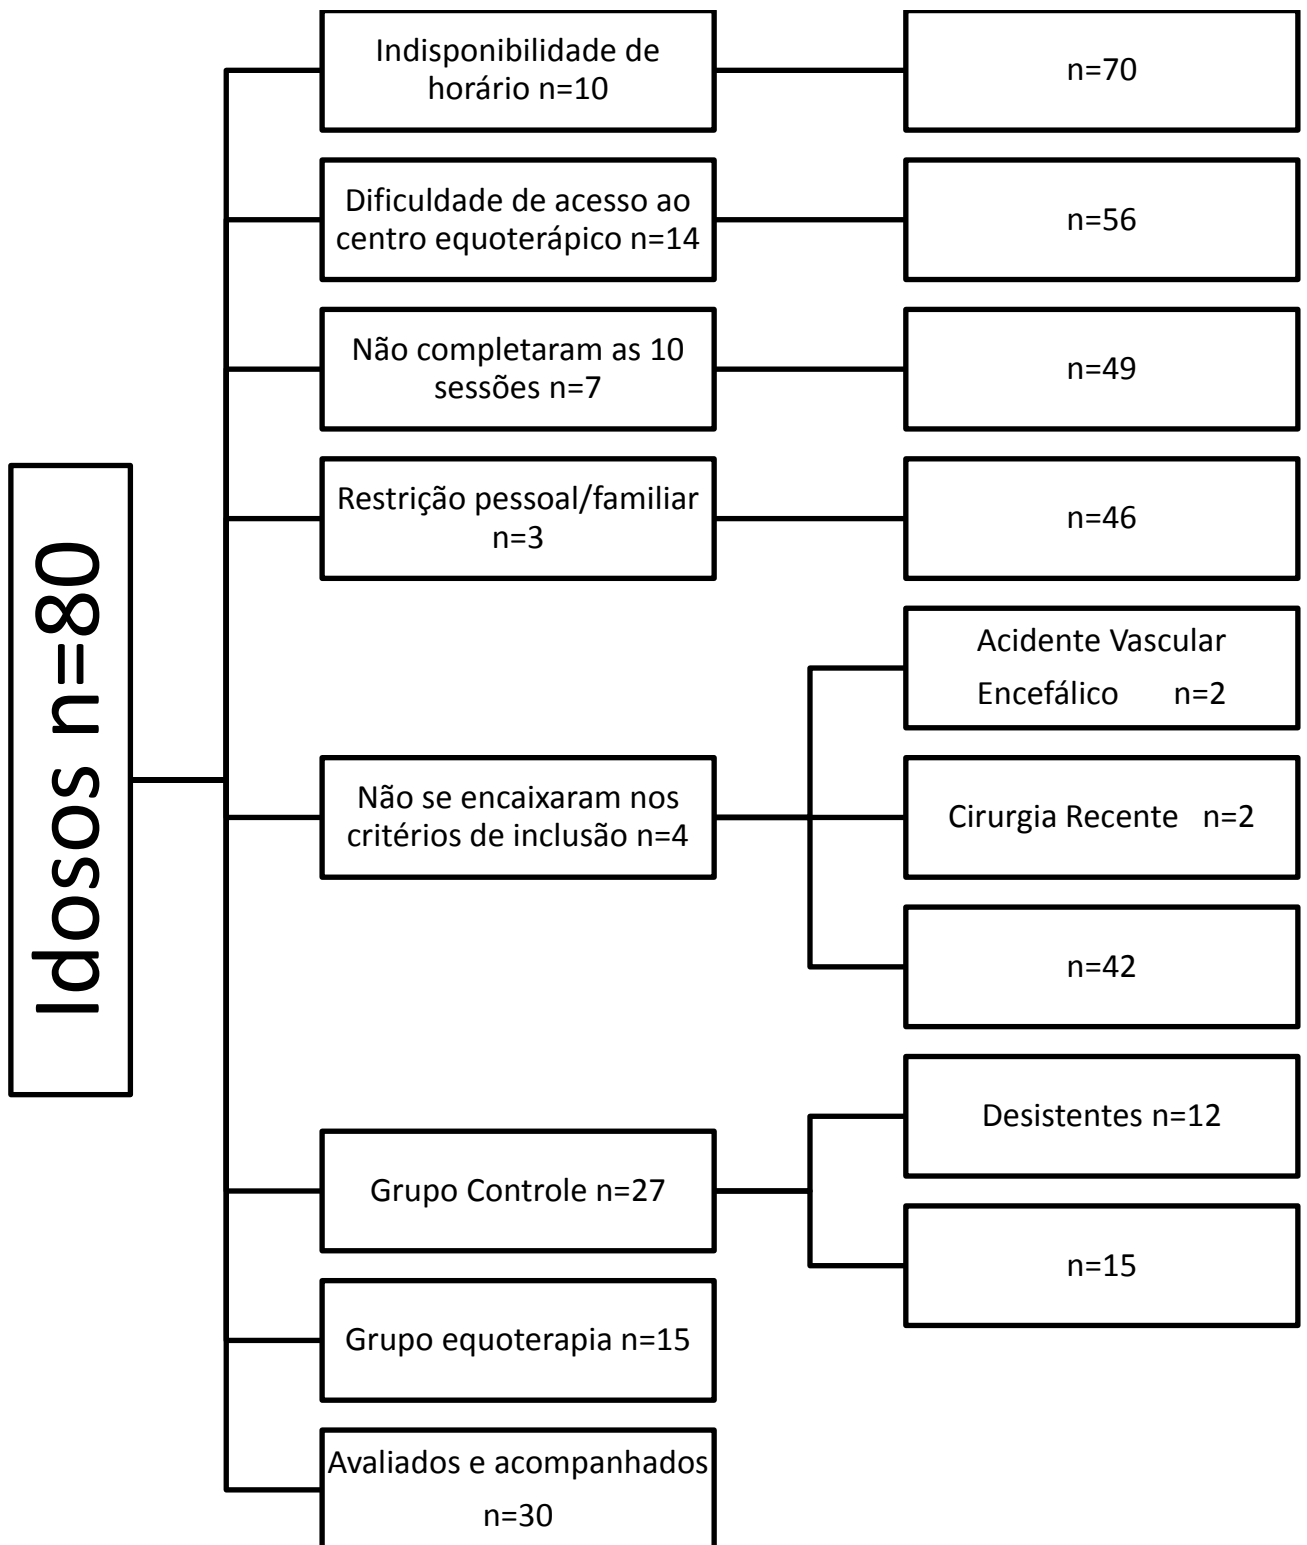 Idosos n=80
Indisponibilidade de
horário n=10
n=70
Dificuldade de acesso ao
centro equoterápico n=14
n=56
Não completaram as 10
sessões n=7
n=49
Restrição pessoal/familiar
n=3
n=46
Não se encaixaram nos
critérios de inclusão n=4
Acidente Vascular
Encefálico n=2
Cirurgia Recente n=2
n=42
Grupo Controle n=27
Desistentes n=12
n=15
Grupo equoterapia n=15
Avaliados e acompanhados
n=30